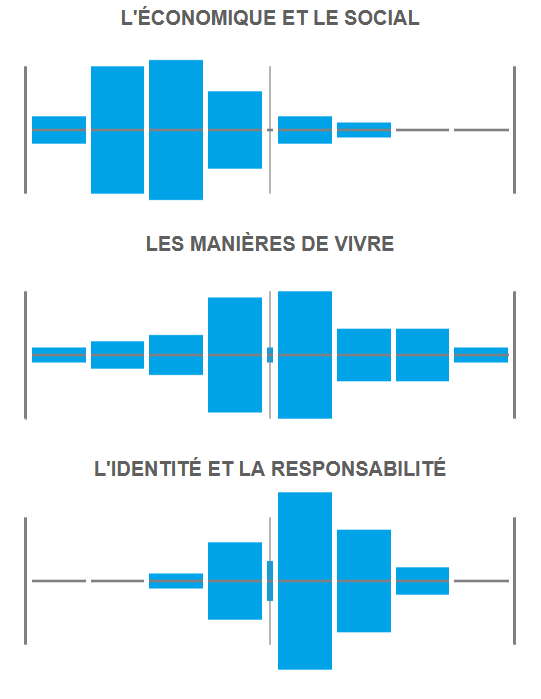 L'ÉCONOMIQUE ET LE SOCIAL
LES MANIÈRES DE VIVRE
L'IDENTITÉ ET LA RESPONSABILITÉ